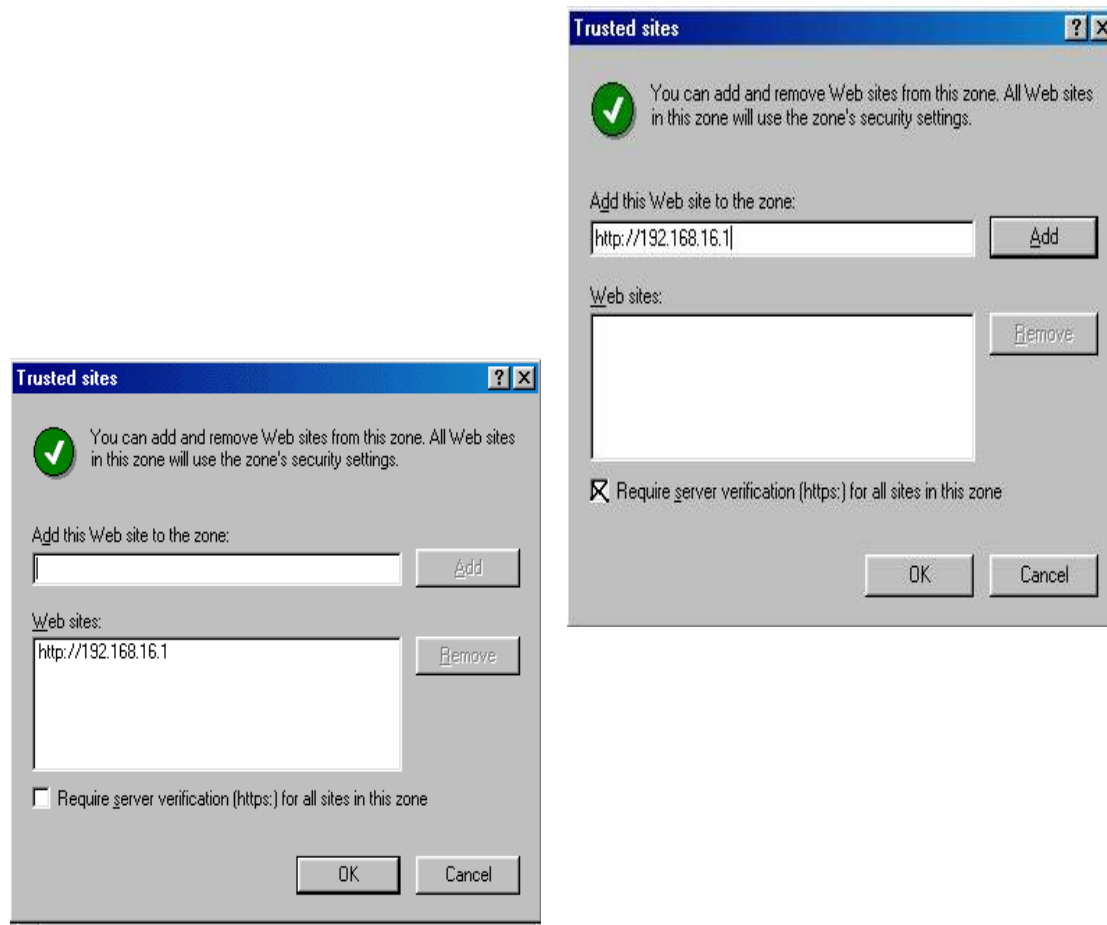 Trusted sites
You can add and remove Web sites from this zone. All Web sites
in this zone will use the zone's security settings.
Add this Web site to the zone:
http://192.168.16.1
Add
Web sites:
Remove
Require server verification (https:) for all sites in this zone
OK Cancel
Trusted sites
You can add and remove Web sites from this zone. All Web sites
in this zone will use the zone's security settings.
Add this Web site to the zone:
Add
Web sites:
http://192.168.16.1
Remove
Require server verification (https:) for all sites in this zone
OK Cancel